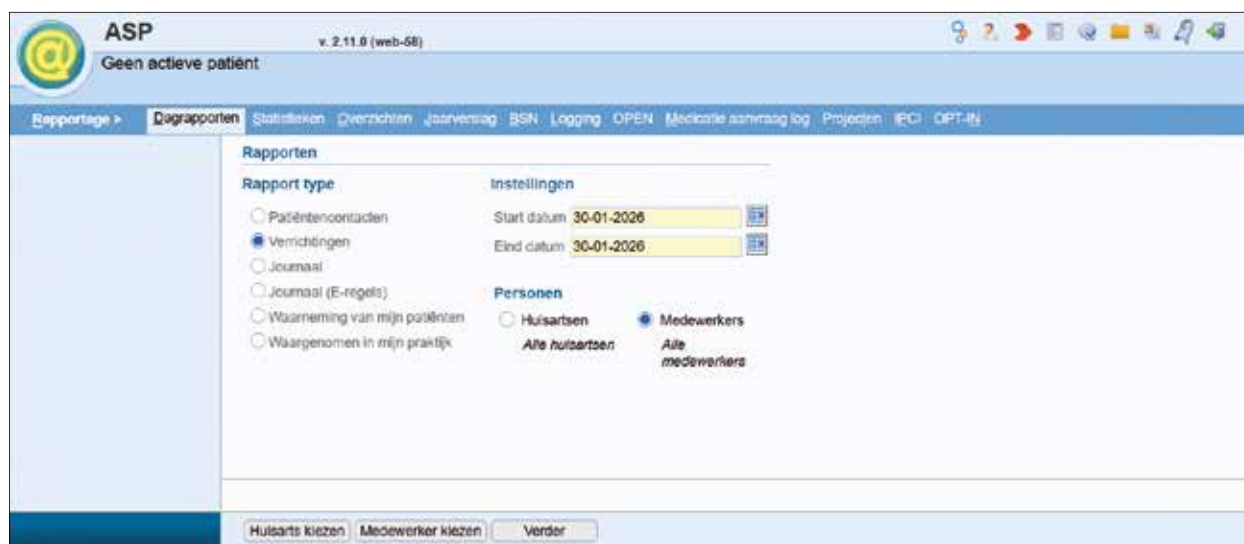 ASP
v. 2.11.0 (web-58)
Geen actieve patiënt
Rapportage > Dagrapporten Statistieken Overzichten Jaarverslag BSN Logging OPEN Medicatie aanvraag log Projecten IPCI OPT-IN
Rapporten
Rapport type Instellingen
Patiëntencontacten Start datum 30-01-2026
Verrichtingen Eind datum 30-01-2026
Journaal
Journaal (E-regels) Personen
Waarneming van mijn patiënten Huisartsen Medewerkers
Waargenomen in mijn praktijk Alle huisartsen Alle medewerkers
Huisarts kiezen Medewerker kiezen Verder